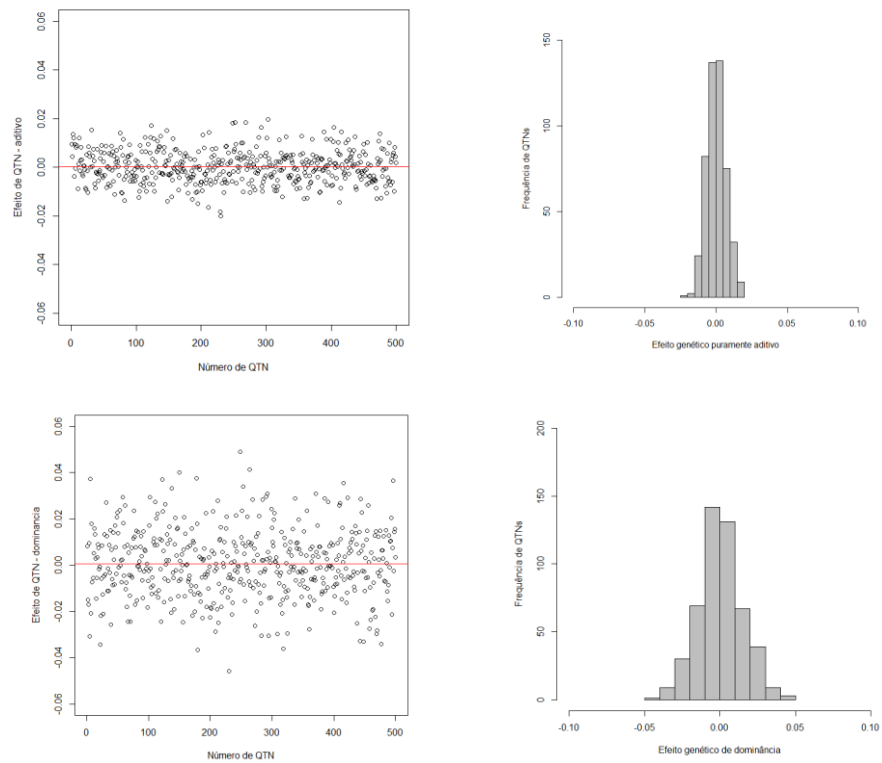 Efeito de QTN - aditivo
0.06
0.04
0.02
0.00
-0.02
-0.04
-0.06
0 100 200 300 400 500
Número de QTN
Frequência de QTNs
150
100
50
0
-0.10 -0.05 0.00 0.05 0.10
Efeito genético puramente aditivo
Efeito de QTN - dominancia
0.06
0.04
0.02
0.00
-0.02
-0.04
-0.06
0 100 200 300 400 500
Número de QTN
Frequência de QTNs
200
150
100
50
0
-0.10 -0.05 0.00 0.05 0.10
Efeito genético de dominância